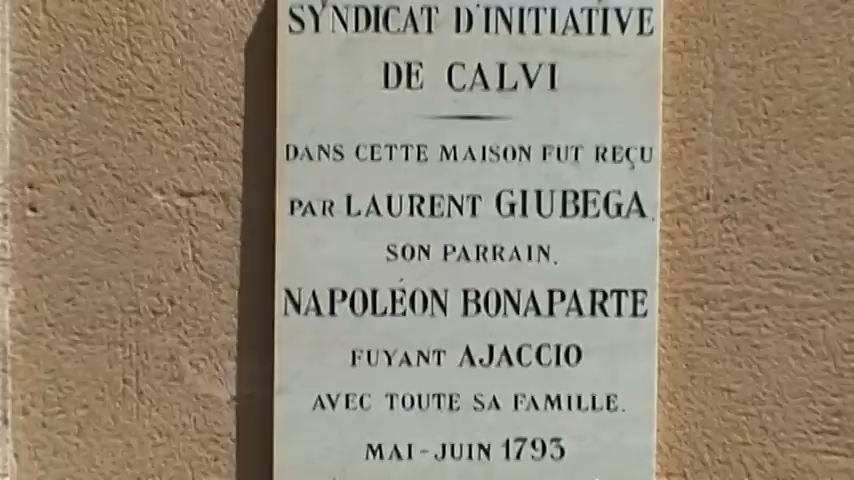 SYNDICAT D'INITIATIVE
DE CALVI
DANS CETTE MAISON FUT REÇU
PAR LAURENT GIUBEGA,
SON PARRAIN,
NAPOLÉON BONAPARTE
FUYANT AJACCIO
AVEC TOUTE SA FAMILLE.
MAI-JUIN 1793